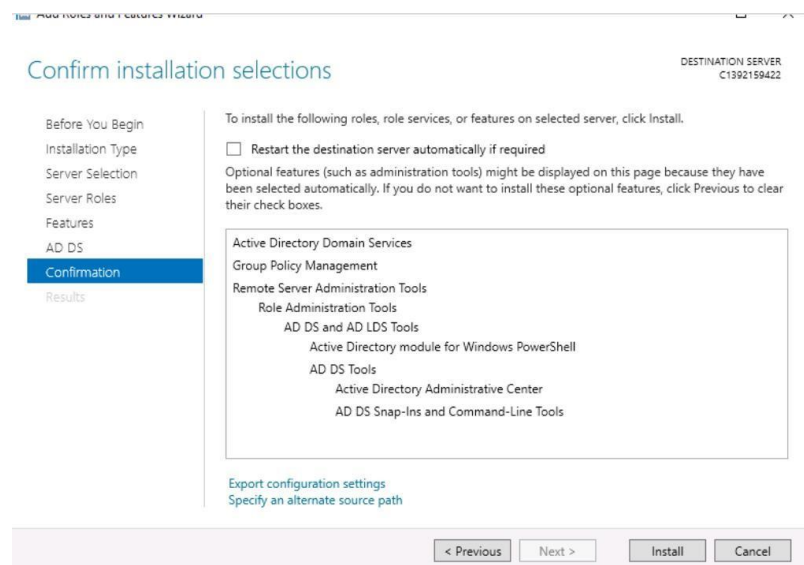 Add Roles and Features Wizard
Confirm installation selections
DESTINATION SERVER
C1392159422
Before You Begin
Installation Type
Server Selection
Server Roles
Features
AD DS
Confirmation
Results
To install the following roles, role services, or features on selected server, click Install.
Restart the destination server automatically if required
Optional features (such as administration tools) might be displayed on this page because they have
been selected automatically. If you do not want to install these optional features, click Previous to clear
their check boxes.
Active Directory Domain Services
Group Policy Management
Remote Server Administration Tools
Role Administration Tools
AD DS and AD LDS Tools
Active Directory module for Windows PowerShell
AD DS Tools
Active Directory Administrative Center
AD DS Snap-Ins and Command-Line Tools
Export configuration settings
Specify an alternate source path
< Previous
Next >
Install
Cancel